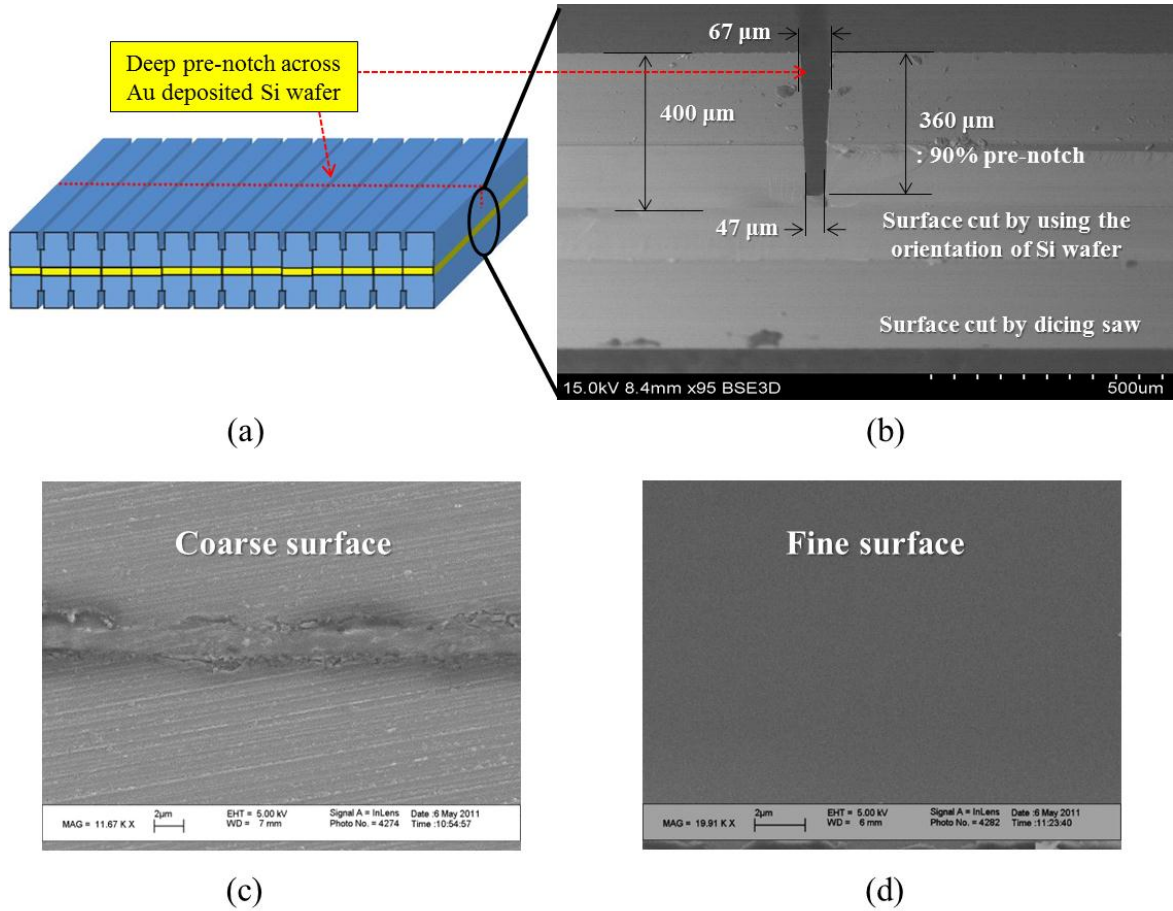 Deep pre-notch across
Au deposited Si wafer
67 μm
400 μm
360 μm
: 90% pre-notch
47 μm
Surface cut by using the
orientation of Si wafer
Surface cut by dicing saw
15.0kV 8.4mm x95 BSE3D
500um
(a)
(b)
Coarse surface
MAG = 11.67 K X
2μm
EHT = 5.00 kV
WD = 7 mm
Signal A = InLens
Photo No. = 4274
Date :6 May 2011
Time :10:54:57
Fine surface
MAG = 19.91 K X
2μm
EHT = 5.00 kV
WD = 6 mm
Signal A = InLens
Photo No. = 4282
Date :6 May 2011
Time :11:23:40
(c)
(d)